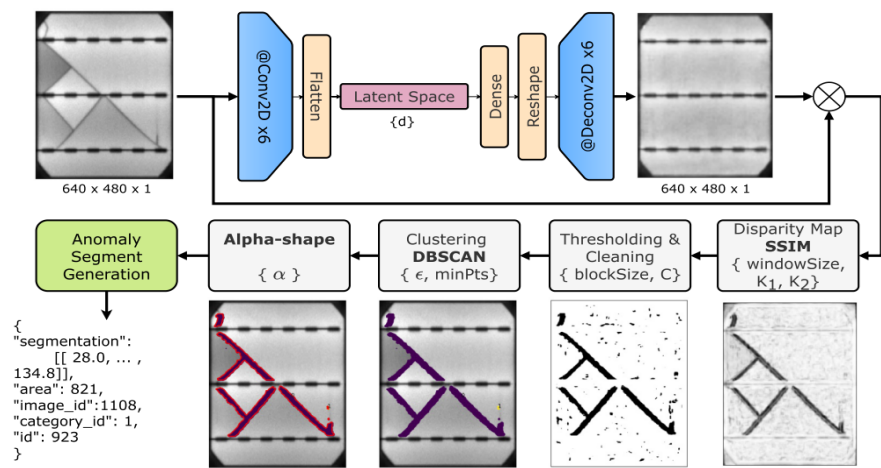 @Conv2D x6
Flatten
Latent Space
{d}
Dense
Reshape
@Deconv2D x6
640 x 480 x 1
640 x 480 x 1
Anomaly
Segment
Generation
Alpha-shape
{ α }
Clustering
DBSCAN
{ ϵ, minPts}
Thresholding &
Cleaning
{ blockSize, C}
Disparity Map
SSIM
{ windowSize,
K1, K2}
{
"segmentation":
[[ 28.0, ... ,
134.8]],
"area": 821,
"image_id":1108,
"category_id": 1,
"id": 923
}